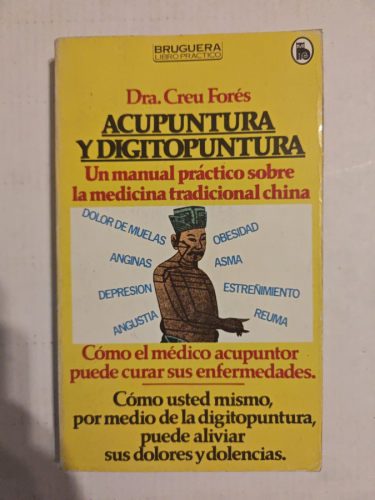 BRUGUERA
LIBRO PRACTICO
Dra. Creu Forés
ACUPUNTURA
Y DIGITOPUNTURA
Un manual práctico sobre
la medicina tradicional china
DOLOR DE MUELAS
OBESIDAD
ANGINAS
ASMA
DEPRESION
ESTREÑIMIENTO
ANGUSTIA
REUMA
Cómo el médico acupuntor
puede curar sus enfermedades.
Cómo usted mismo,
por medio de la digitopuntura,
puede aliviar
sus dolores y dolencias.